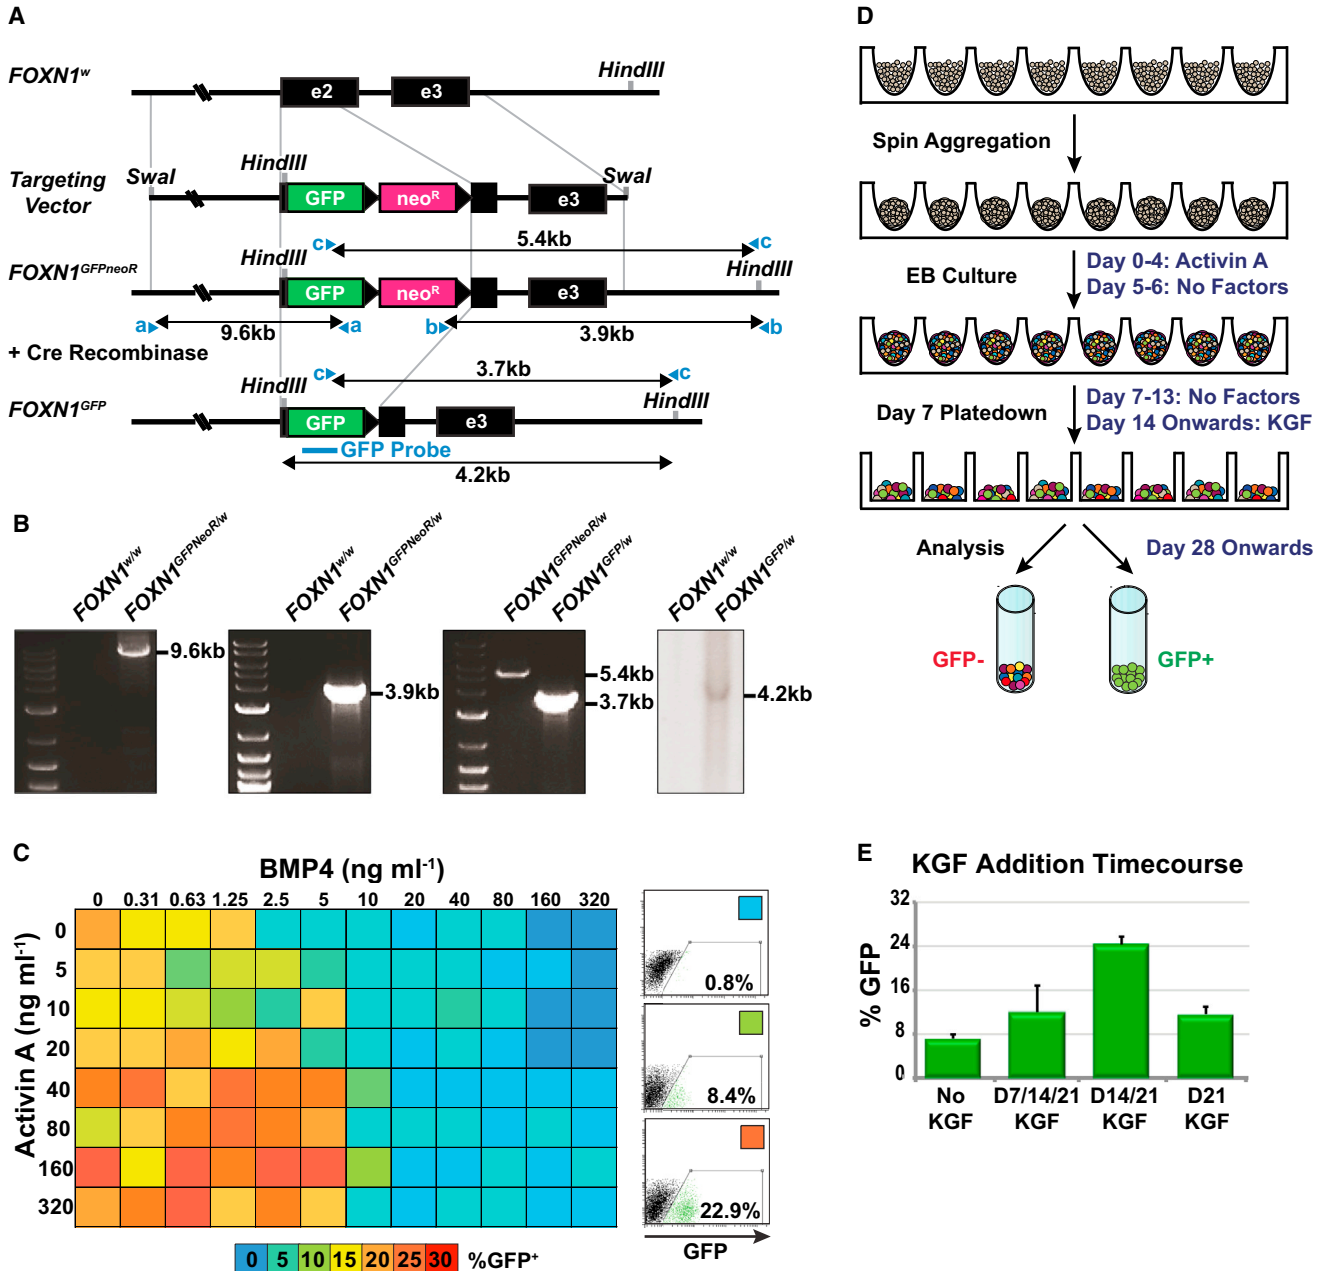 A
FOXN1w
HindIII
e2
e3
Targeting
Vector
SwaI
HindIII
SwaI
GFP
neoR
e3
c
5.4kb
c
FOXN1GFPneoR
HindIII
HindIII
GFP
neoR
e3
a
9.6kb
a
b
3.9kb
b
+ Cre Recombinase
c
3.7kb
c
FOXN1GFP
HindIII
HindIII
GFP
e3
GFP Probe
4.2kb
B
FOXN1w/w
FOXN1GFPNeoR/w
9.6kb
FOXN1w/w
FOXN1GFPNeoR/w
3.9kb
FOXN1GFPNeoR/w
FOXN1GFP/w
5.4kb
3.7kb
FOXN1w/w
FOXN1GFP/w
4.2kb
C
BMP4 (ng ml-1)
0 0.31 0.63 1.25 2.5 5 10 20 40 80 160 320
Activin A (ng ml-1)
0
5
10
20
40
80
160
320
0 5 10 15 20 25 30 %GFP+
0.8%
8.4%
22.9%
GFP
D
Spin Aggregation
EB Culture
Day 0-4: Activin A
Day 5-6: No Factors
Day 7 Platedown
Day 7-13: No Factors
Day 14 Onwards: KGF
Analysis
Day 28 Onwards
GFP-
GFP+
E
KGF Addition Timecourse
% GFP
32
24
16
8
0
No
KGF
D7/14/21
KGF
D14/21
KGF
D21
KGF